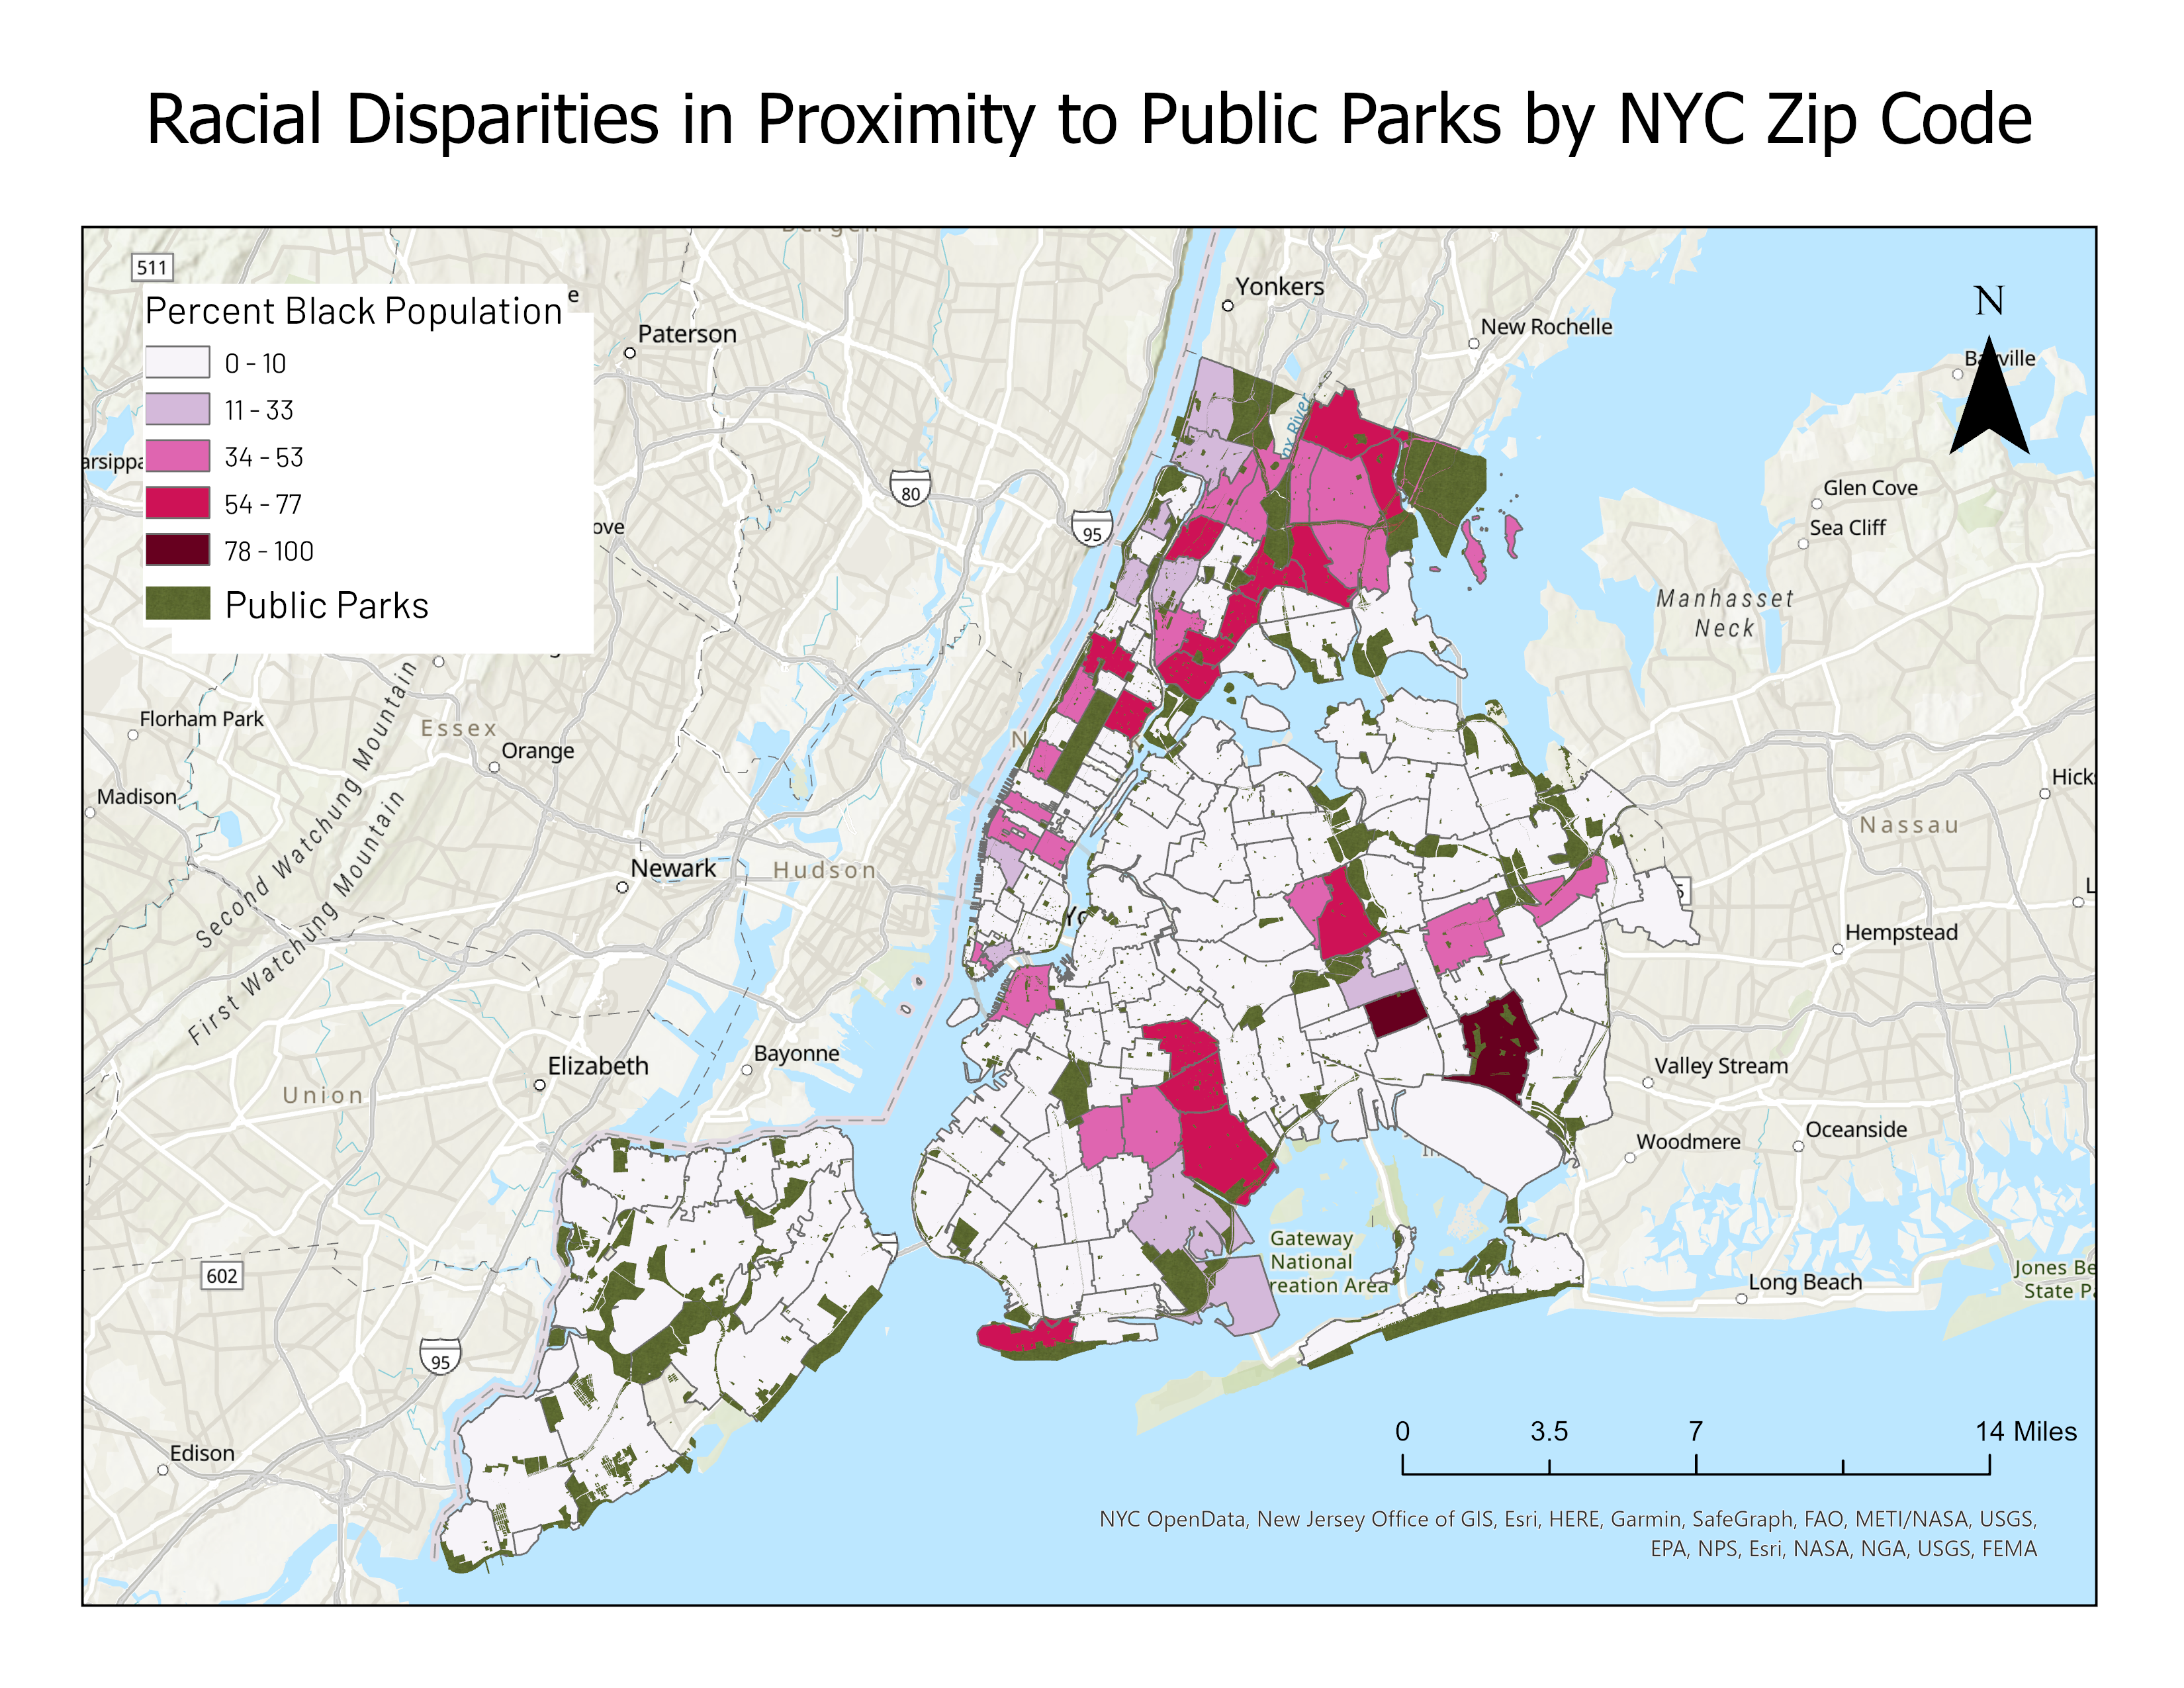 Racial Disparities in Proximity to Public Parks by NYC Zip Code
Bergen
511
Percent Black Population
0 - 10
11 - 33
34 - 53
54 - 77
78 - 100
Public Parks
Yonkers
New Rochelle
N
Paterson
80
95
Glen Cove
Sea Cliff
Manhasset
Neck
Florham Park
Essex
Orange
Madison
Second Watchung Mountain
First Watchung Mountain
Newark
Hudson
Nassau
Hempstead
Elizabeth
Bayonne
Union
Valley Stream
Woodmere
Oceanside
602
95
Gateway
National
reation Area
Long Beach
Jones Be
State P
Edison
0 3.5 7 14 Miles
NYC OpenData, New Jersey Office of GIS, Esri, HERE, Garmin, SafeGraph, FAO, METI/NASA, USGS,
EPA, NPS, Esri, NASA, NGA, USGS, FEMA